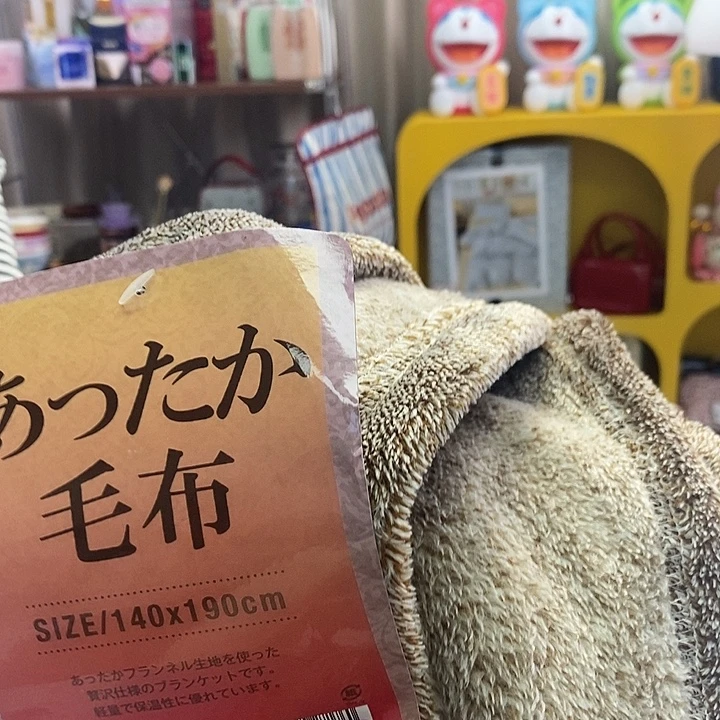 あったか
毛布
SIZE/140x190cm
あったかフランネル生地を使った
贅沢仕様のブランケットです。
軽量で保温性に優れています。